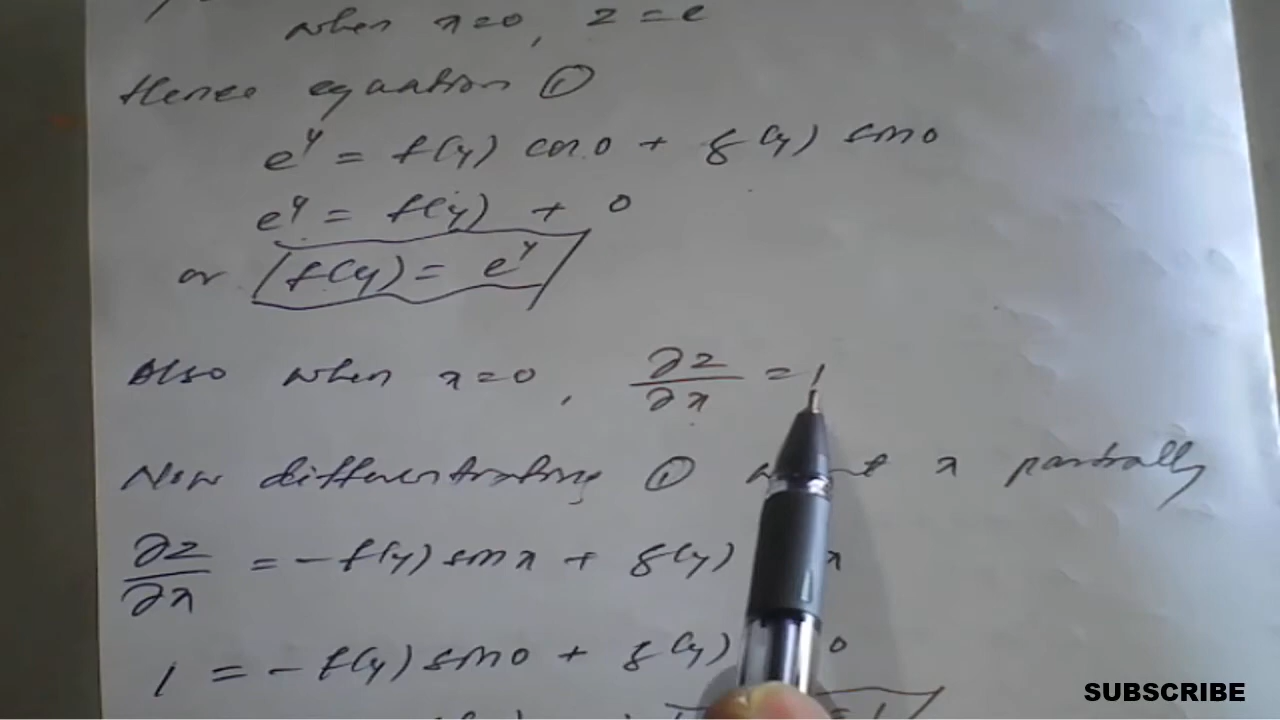 when x=0, z = e
Hence equation ①
e^y = f(y) cos 0 + g(y) sin 0
e^y = f(y) + 0
or f(y) = e^y
Also when x=0, ∂z/∂x = 1
Now differentiating ① x partially
∂z/∂x = - f(y) sin x + g(y) x
1 = - f(y) sin 0 + g(y) 0
SUBSCRIBE